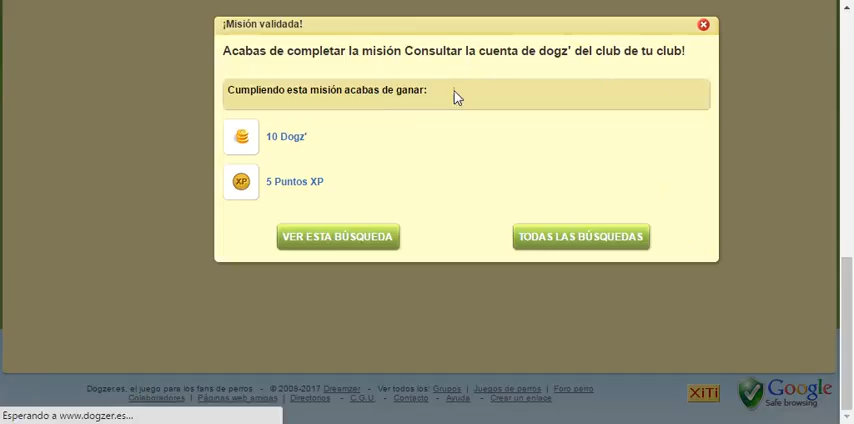 ¡Misión validada!
Acabas de completar la misión Consultar la cuenta de dogz' del club de tu club!
Cumpliendo esta misión acabas de ganar:
10 Dogz'
XP
5 Puntos XP
VER ESTA BÚSQUEDA
TODAS LAS BÚSQUEDAS
Dogzer.es, el juego para los fans de perros - © 2008-2017 Dreamzer - Ver todos los: Grupos | Juegos de perros | Foro perro
Colaboradores | Páginas web amigas | Directorios - C.G.U. - Contacto - Ayuda - Crear un enlace
XiTi
Google
Safe browsing
Esperando a www.dogzer.es...